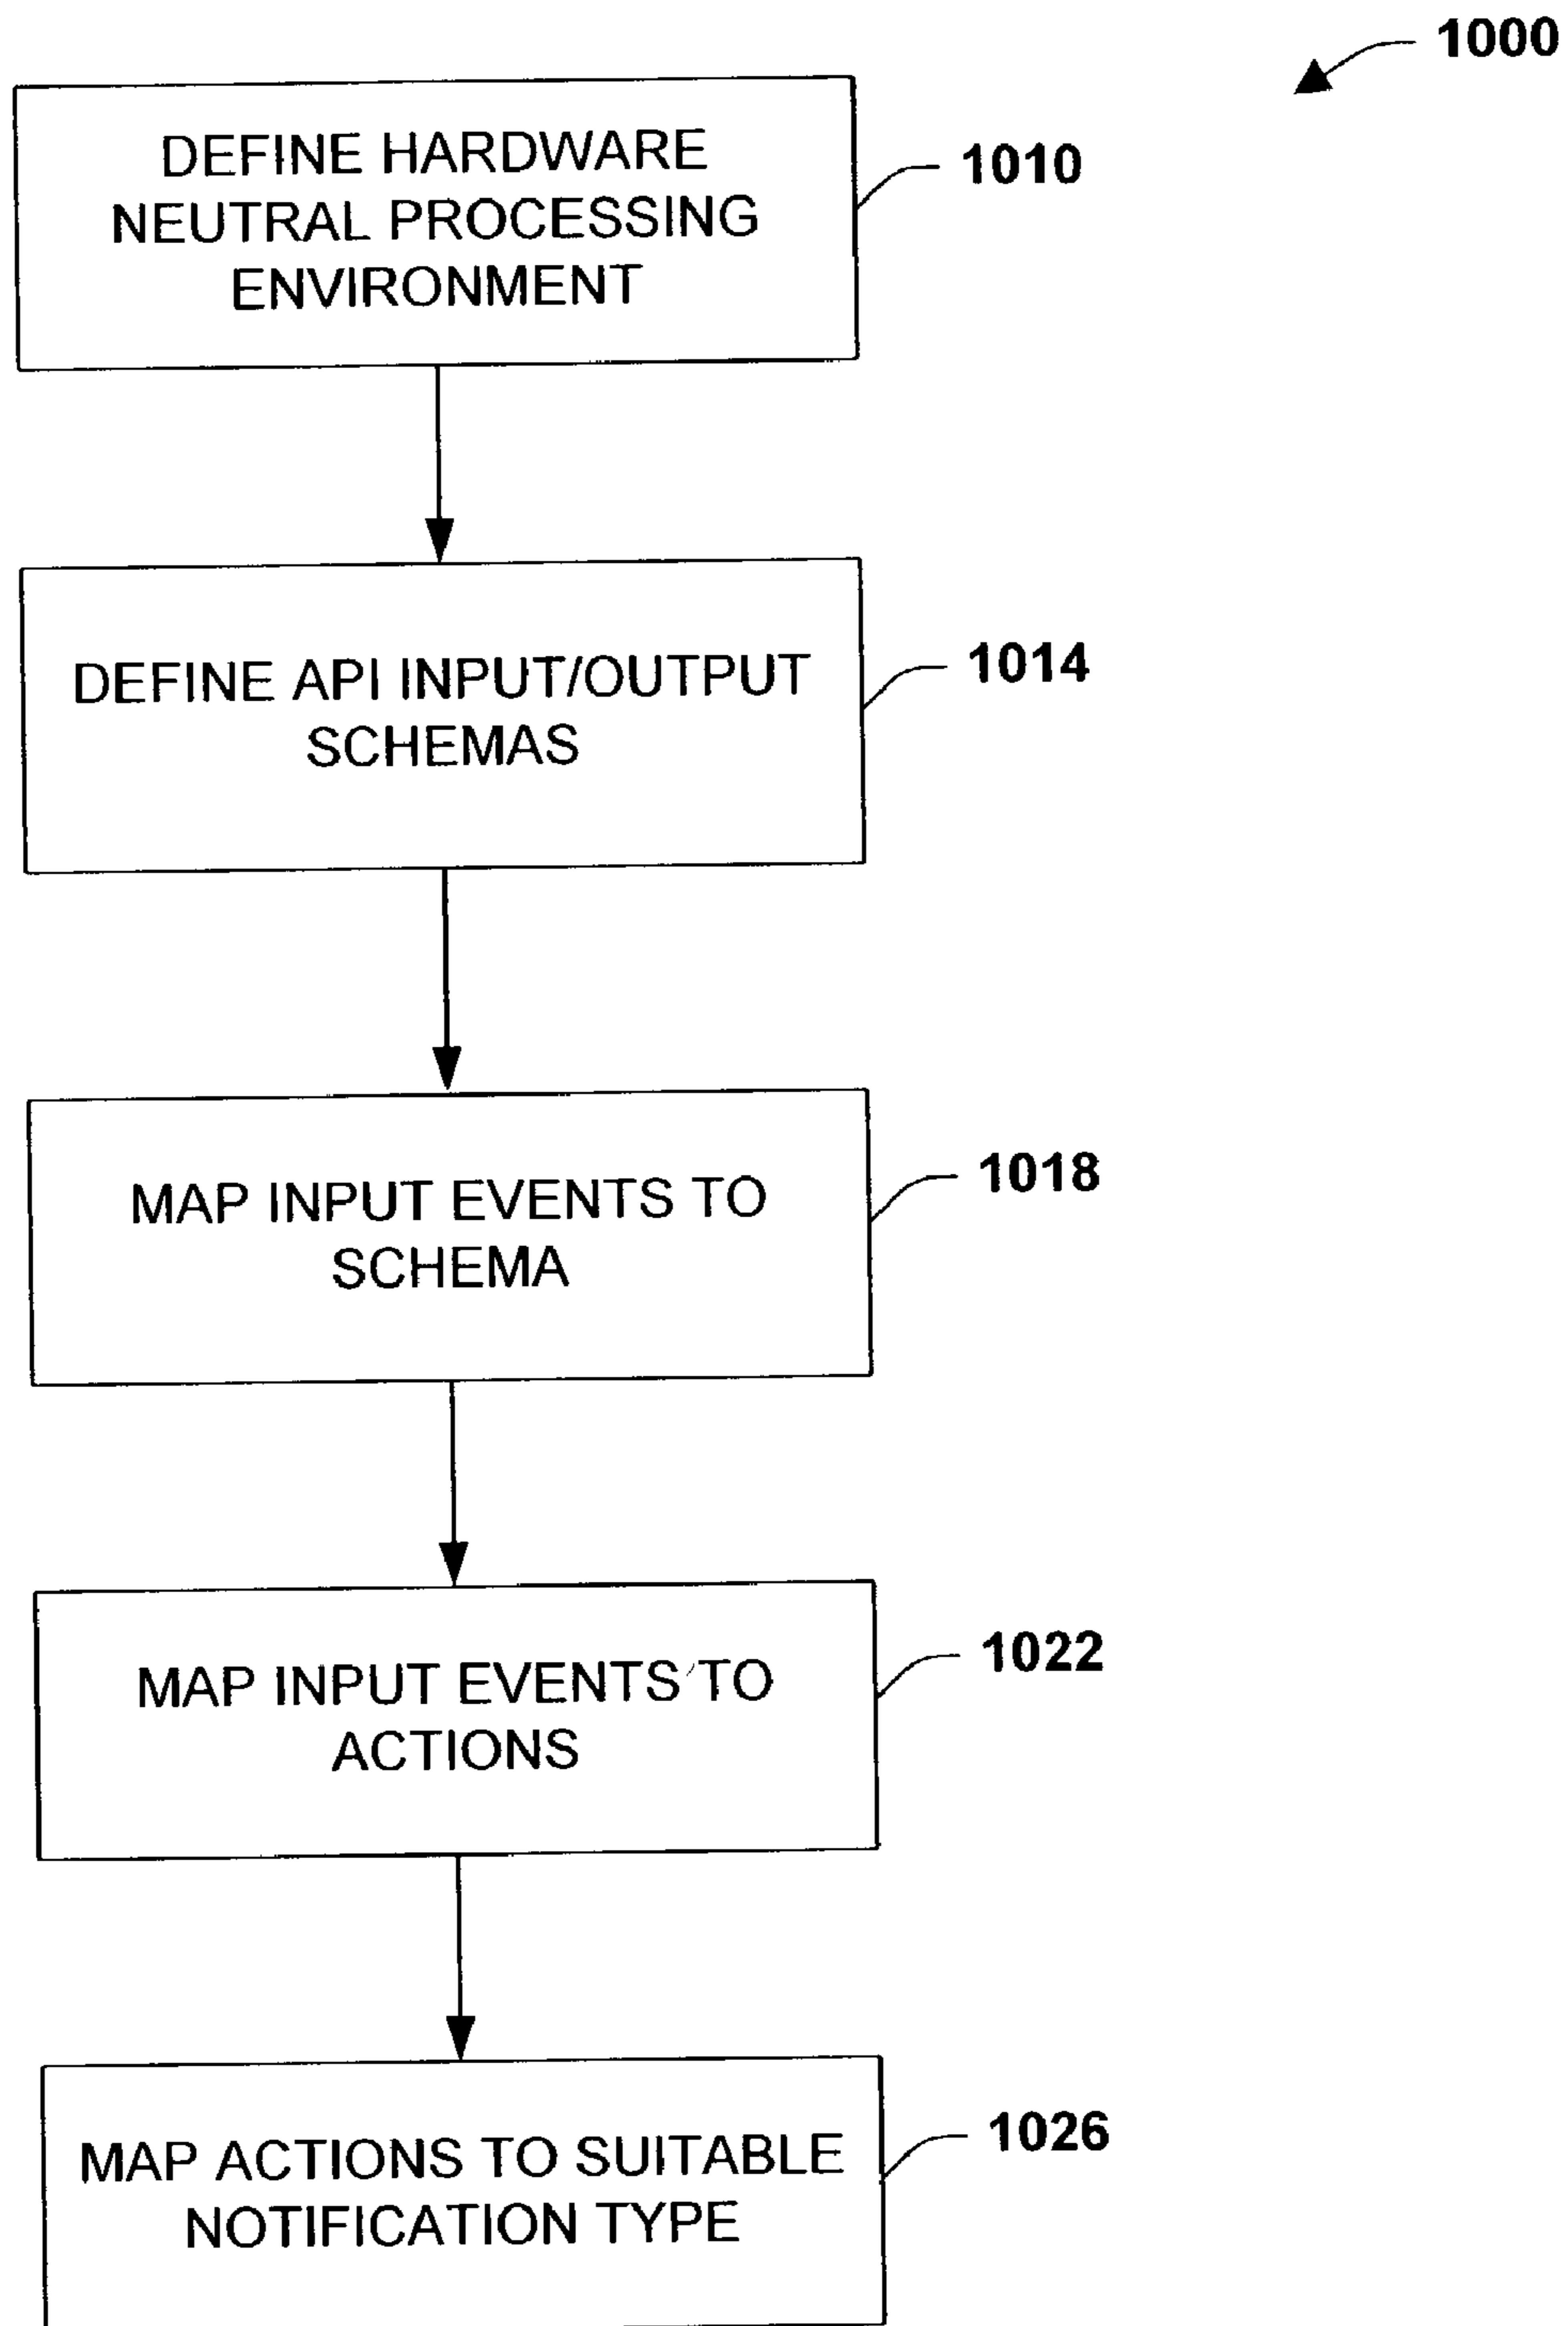 1000
DEFINE HARDWARE
NEUTRAL PROCESSING
ENVIRONMENT
1010
DEFINE API INPUT/OUTPUT
SCHEMAS
1014
MAP INPUT EVENTS TO
SCHEMA
1018
MAP INPUT EVENTS TO
ACTIONS
1022
MAP ACTIONS TO SUITABLE
NOTIFICATION TYPE
1026